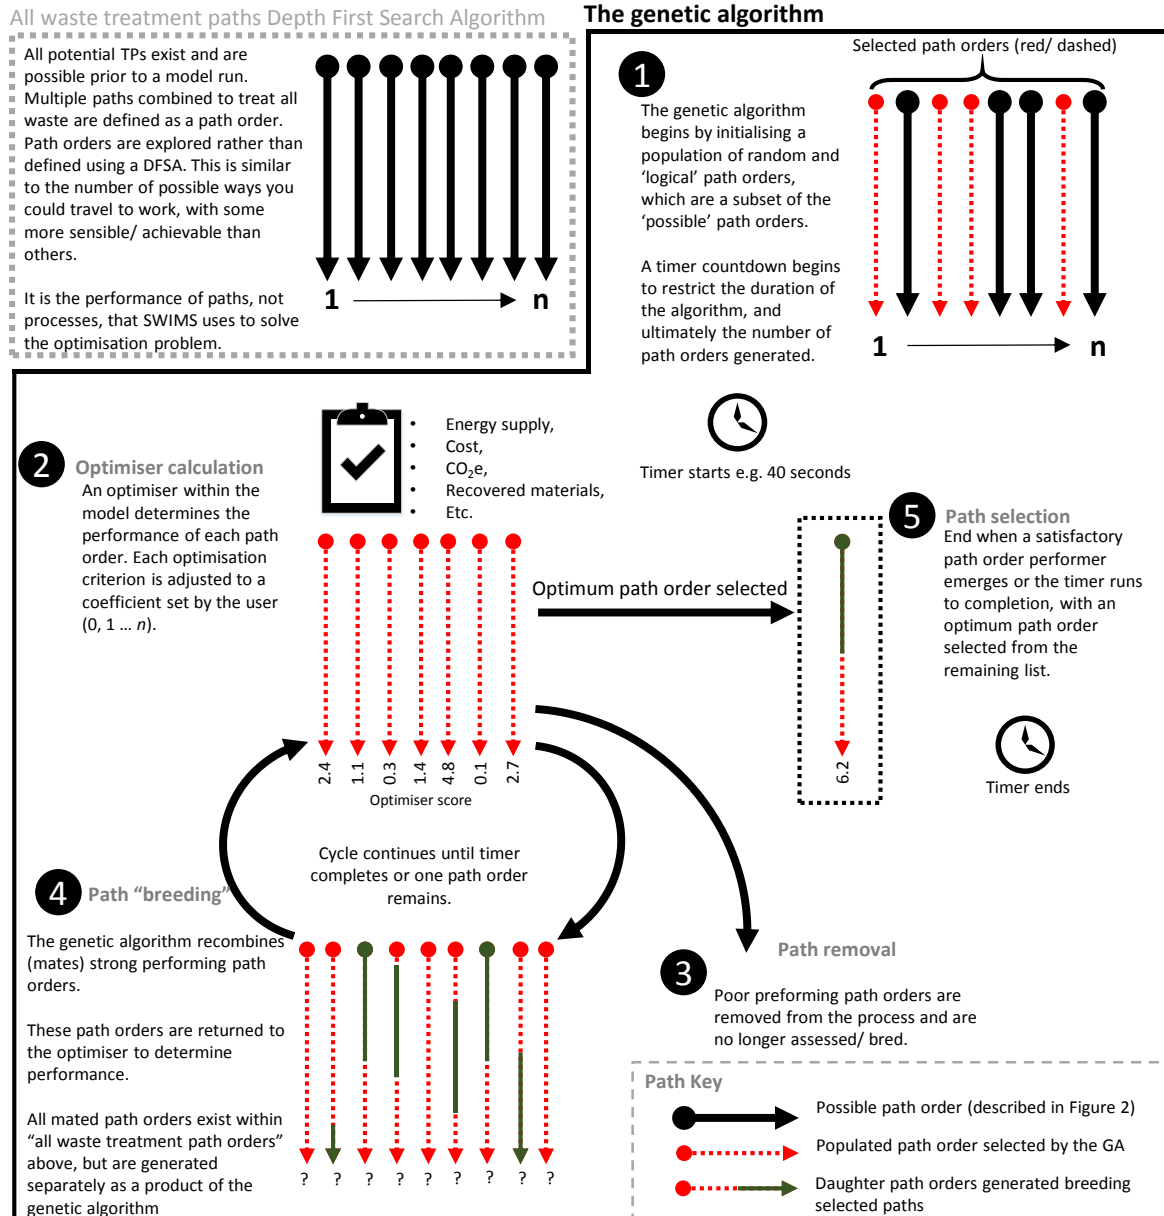 All waste treatment paths Depth First Search Algorithm
All potential TPs exist and are
possible prior to a model run.
Multiple paths combined to treat all
waste are defined as a path order.
Path orders are explored rather than
defined using a DFSA. This is similar
to the number of possible ways you
could travel to work, with some
more sensible/ achievable than
others.
It is the performance of paths, not
processes, that SWIMS uses to solve
the optimisation problem.
1 n
The genetic algorithm
1
The genetic algorithm
begins by initialising a
population of random and
‘logical’ path orders,
which are a subset of the
‘possible’ path orders.
A timer countdown begins
to restrict the duration of
the algorithm, and
ultimately the number of
path orders generated.
Selected path orders (red/ dashed)
1 n
Timer starts e.g. 40 seconds
2 Optimiser calculation
An optimiser within the
model determines the
performance of each path
order. Each optimisation
criterion is adjusted to a
coefficient set by the user
(0, 1 … n).
• Energy supply,
• Cost,
• CO2e,
• Recovered materials,
• Etc.
2.4 1.1 0.3 1.4 4.8 0.1 2.7
Optimiser score
Optimum path order selected
6.2
5 Path selection
End when a satisfactory
path order performer
emerges or the timer runs
to completion, with an
optimum path order
selected from the
remaining list.
Timer ends
Cycle continues until timer
completes or one path order
remains.
4 Path “breeding”
The genetic algorithm recombines
(mates) strong performing path
orders.
These path orders are returned to
the optimiser to determine
performance.
All mated path orders exist within
“all waste treatment path orders”
above, but are generated
separately as a product of the
genetic algorithm
? ? ? ? ? ? ? ? ?
3 Path removal
Poor preforming path orders are
removed from the process and are
no longer assessed/ bred.
Path Key
Possible path order (described in Figure 2)
Populated path order selected by the GA
Daughter path orders generated breeding
selected paths